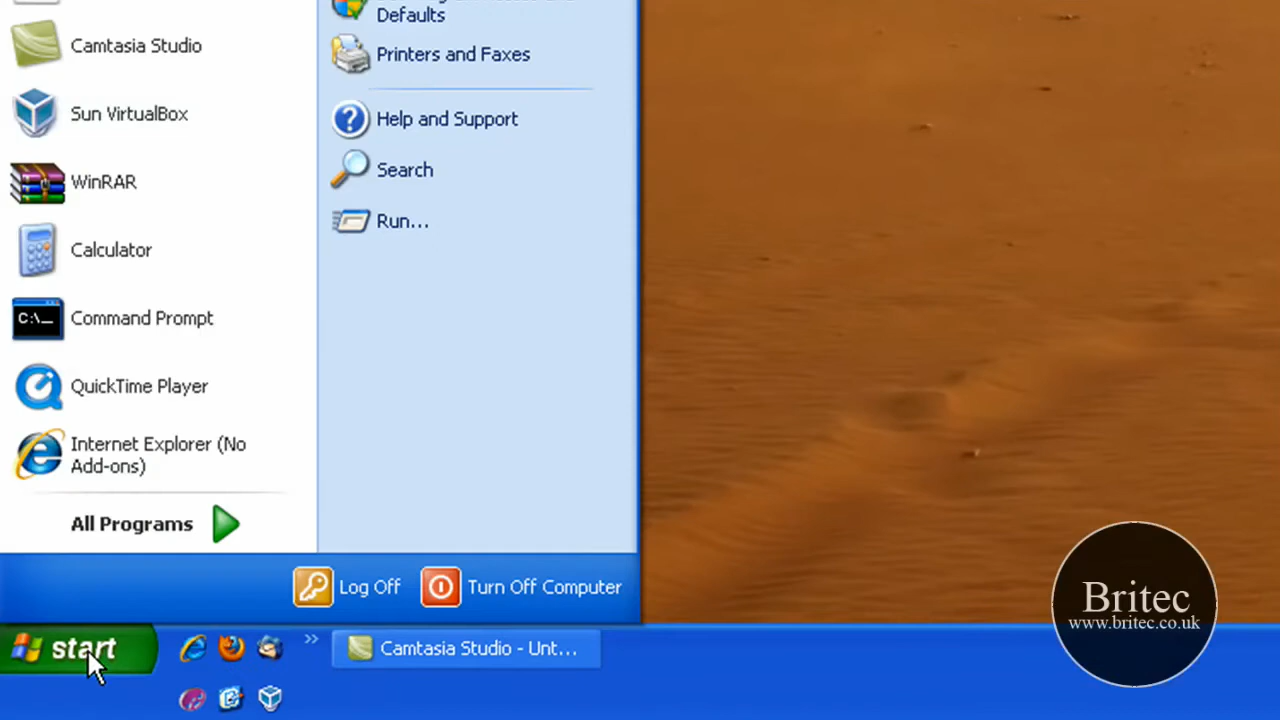 Defaults
Camtasia Studio
Printers and Faxes
Sun VirtualBox
Help and Support
Search
WinRAR
Run...
Calculator
C:\_
Command Prompt
QuickTime Player
Internet Explorer (No
Add-ons)
All Programs
Log Off
Turn Off Computer
start
Camtasia Studio - Unt...
Britec
www.britec.co.uk